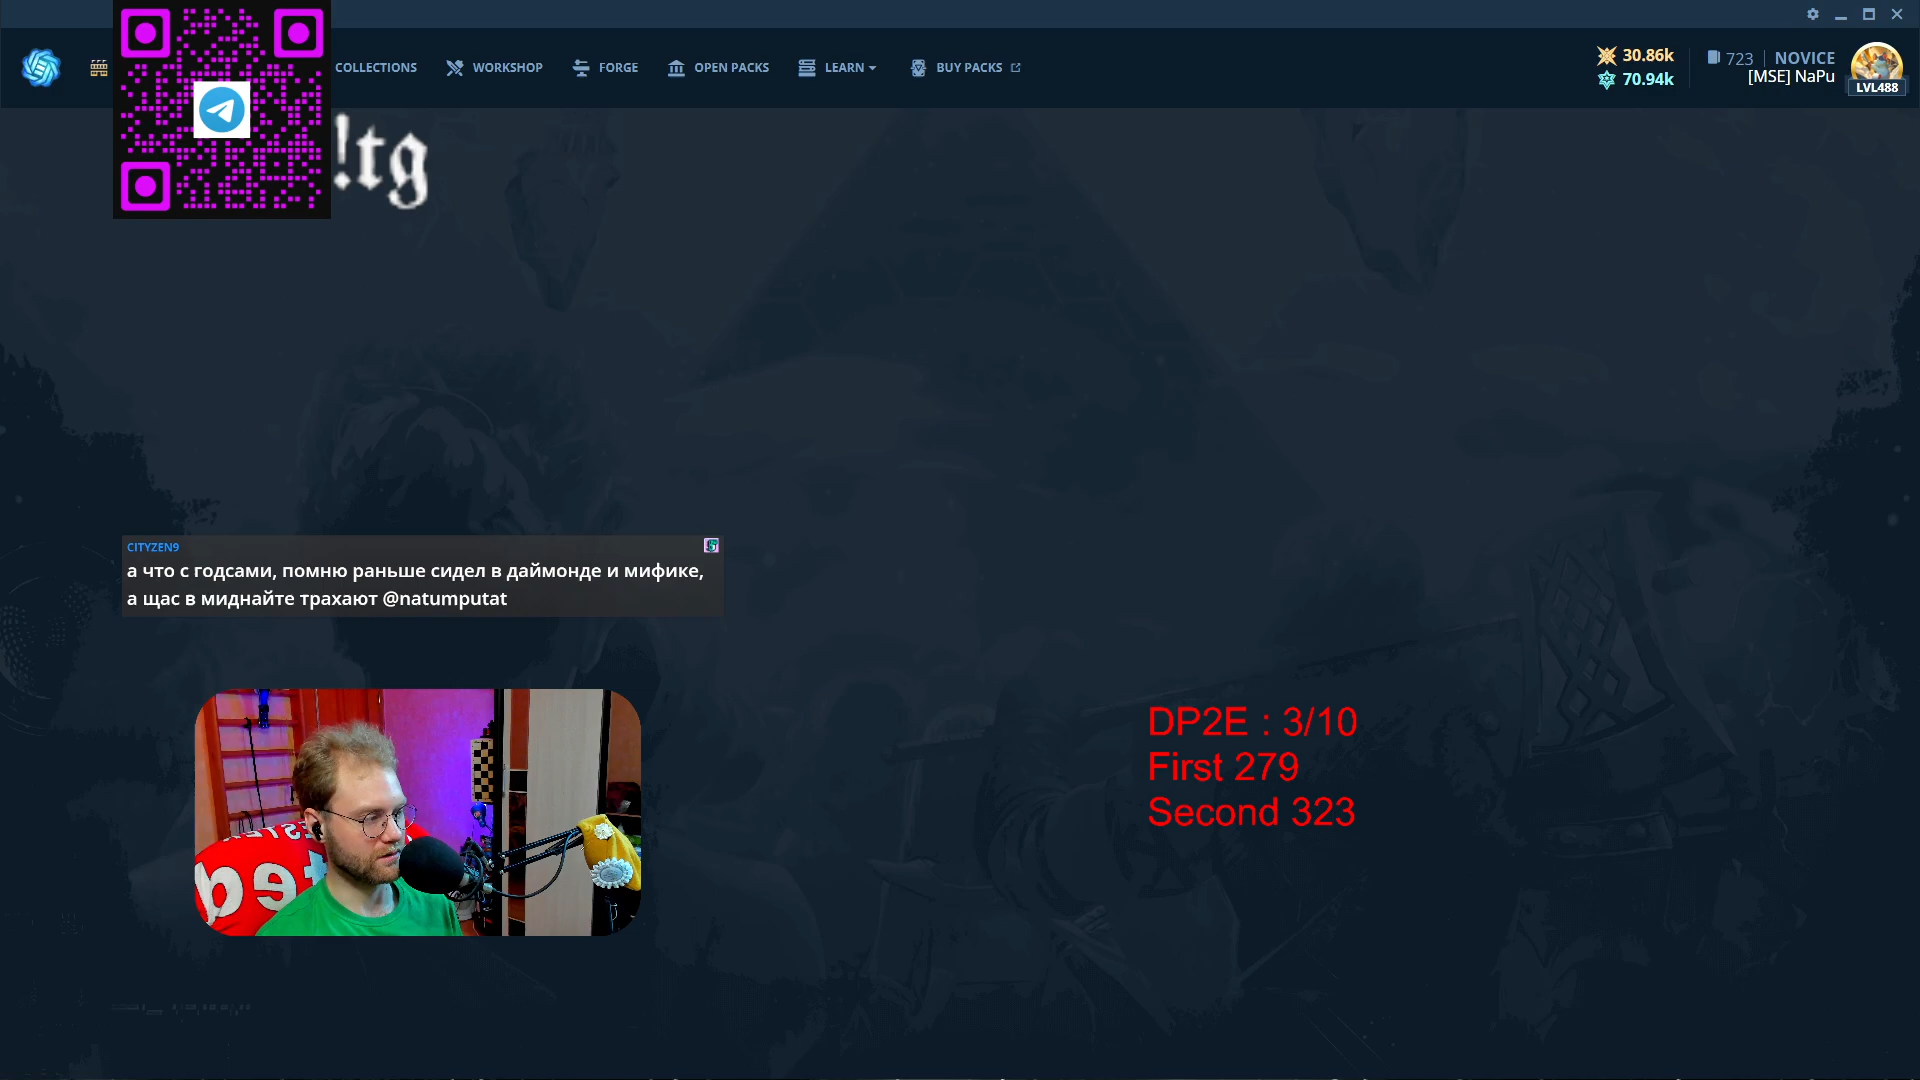 COLLECTIONS
WORKSHOP
FORGE
OPEN PACKS
LEARN
BUY PACKS
30.86k
70.94k
723
NOVICE
[MSE] NaPu
LVL488
!tg
CITYZEN9
а что с годсами, помню раньше сидел в даймонде и мифике,
а щас в миднайте трахают @natumputat
DP2E : 3/10
First 279
Second 323